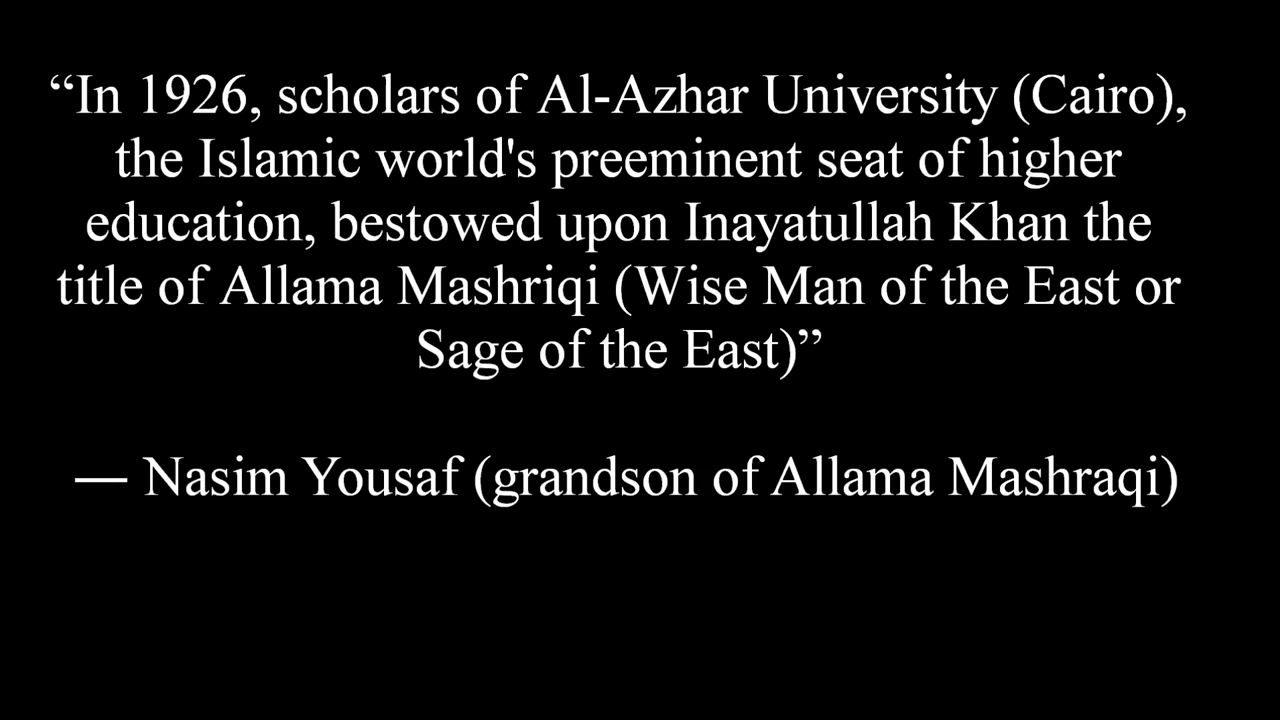 “In 1926, scholars of Al-Azhar University (Cairo),
the Islamic world's preeminent seat of higher
education, bestowed upon Inayatullah Khan the
title of Allama Mashriqi (Wise Man of the East or
Sage of the East)”
― Nasim Yousaf (grandson of Allama Mashraqi)